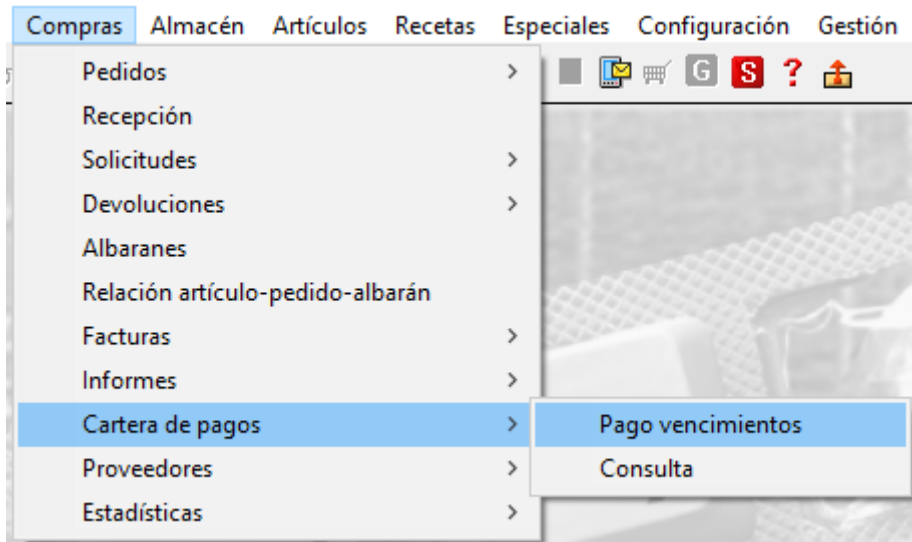 Compras Almacén Artículos Recetas Especiales Configuración Gestión
G S ?
Pedidos
Recepción
Solicitudes
Devoluciones
Albaranes
Relación artículo-pedido-albarán
Facturas
Informes
Cartera de pagos
Pago vencimientos
Proveedores
Consulta
Estadísticas